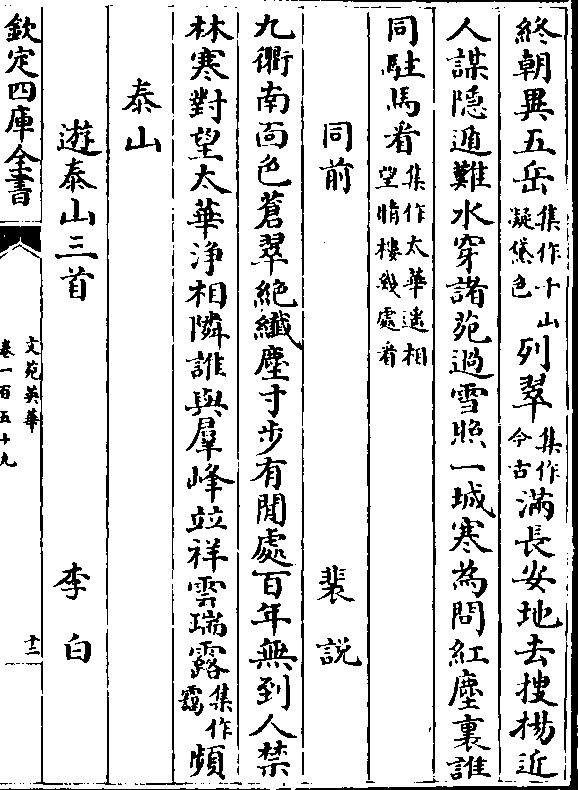 終朝異五岳集作十山凝黛色列翠集作今古滿長安地去搜楊近
人謀隱遁難水穿諸苑過雪照一城寒為問紅塵裏誰
同駐馬看集作太華遙相望晴樓幾處看
同前 裴説
九衢南面色蒼翠絶纖塵寸步有閒處百年無到人禁
林寒對望太華浄相隣誰與羣峰竝祥雲瑞露集作靄頻
泰山
遊泰山三首 李白
欽定四庫全書
文苑英華
卷一百五十九
十三